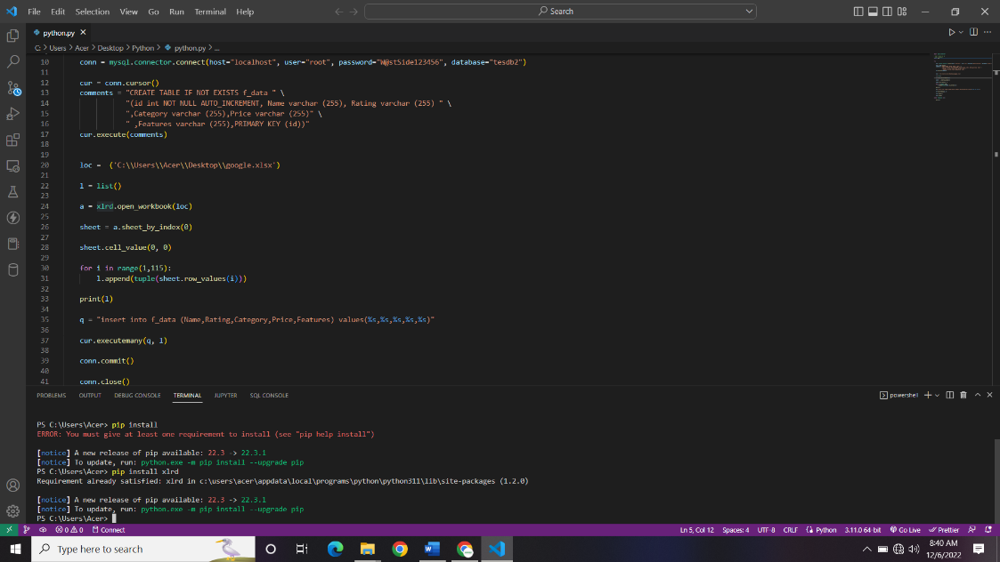 File Edit Selection View Go Run Terminal Help
Search
python.py
C: > Users > Acer > Desktop > Python > python.py > ...
10 conn = mysql.connector.connect(host="localhost", user="root", password="W@stSide123456", database="tesdb2")
11
12 cur = conn.cursor()
13 comments = "CREATE TABLE IF NOT EXISTS f_data " \
14 "(id int NOT NULL AUTO_INCREMENT, Name varchar (255), Rating varchar (255) " \
15 ",Category varchar (255),Price varchar (255)" \
16 " ,Features varchar (255),PRIMARY KEY (id))"
17 cur.execute(comments)
18
19
20 loc = ('C:\\Users\\Acer\\Desktop\\google.xlsx')
21
22 l = list()
23
24 a = xlrd.open_workbook(loc)
25
26 sheet = a.sheet_by_index(0)
27
28 sheet.cell_value(0, 0)
29
30 for i in range(1,115):
31 l.append(tuple(sheet.row_values(i)))
32
33 print(l)
34
35 q = "insert into f_data (Name,Rating,Category,Price,Features) values(%s,%s,%s,%s,%s)"
36
37 cur.executemany(q, l)
38
39 conn.commit()
40
41 conn.close()
PROBLEMS OUTPUT DEBUG CONSOLE TERMINAL JUPYTER SQL CONSOLE
powershell
PS C:\Users\Acer> pip install
ERROR: You must give at least one requirement to install (see "pip help install")
[notice] A new release of pip available: 22.3 -> 22.3.1
[notice] To update, run: python.exe -m pip install --upgrade pip
PS C:\Users\Acer> pip install xlrd
Requirement already satisfied: xlrd in c:\users\acer\appdata\local\programs\python\python311\lib\site-packages (1.2.0)
[notice] A new release of pip available: 22.3 -> 22.3.1
[notice] To update, run: python.exe -m pip install --upgrade pip
PS C:\Users\Acer>
0 0 Connect Ln 5, Col 12 Spaces: 4 UTF-8 CRLF Python 3.11.0 64-bit Go Live Prettier
Type here to search
8:40 AM
12/6/2022